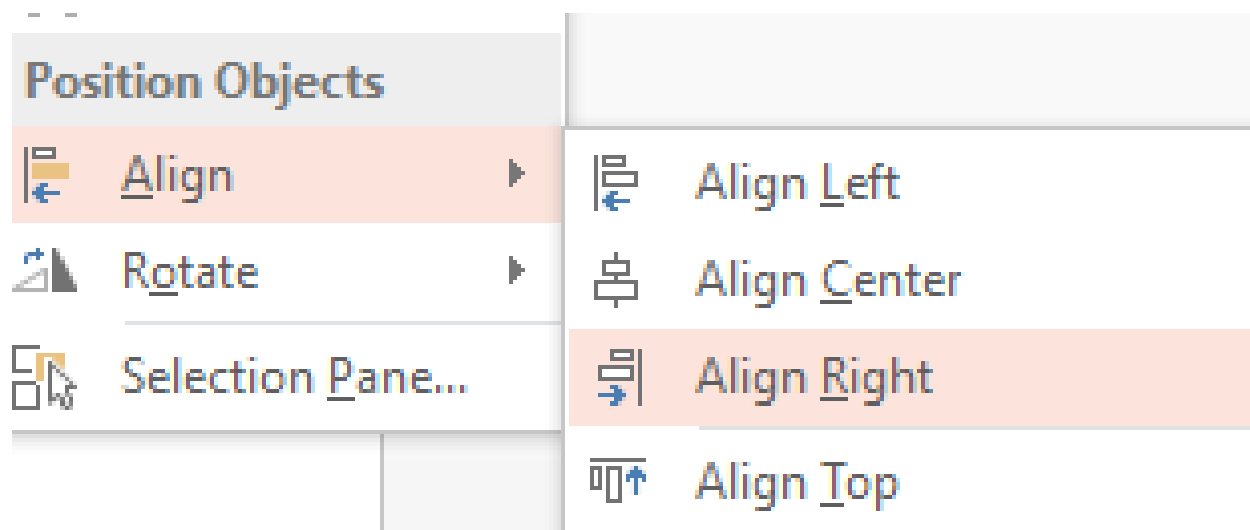 Position Objects
Align
Rotate
Selection Pane...
Align Left
Align Center
Align Right
Align Top